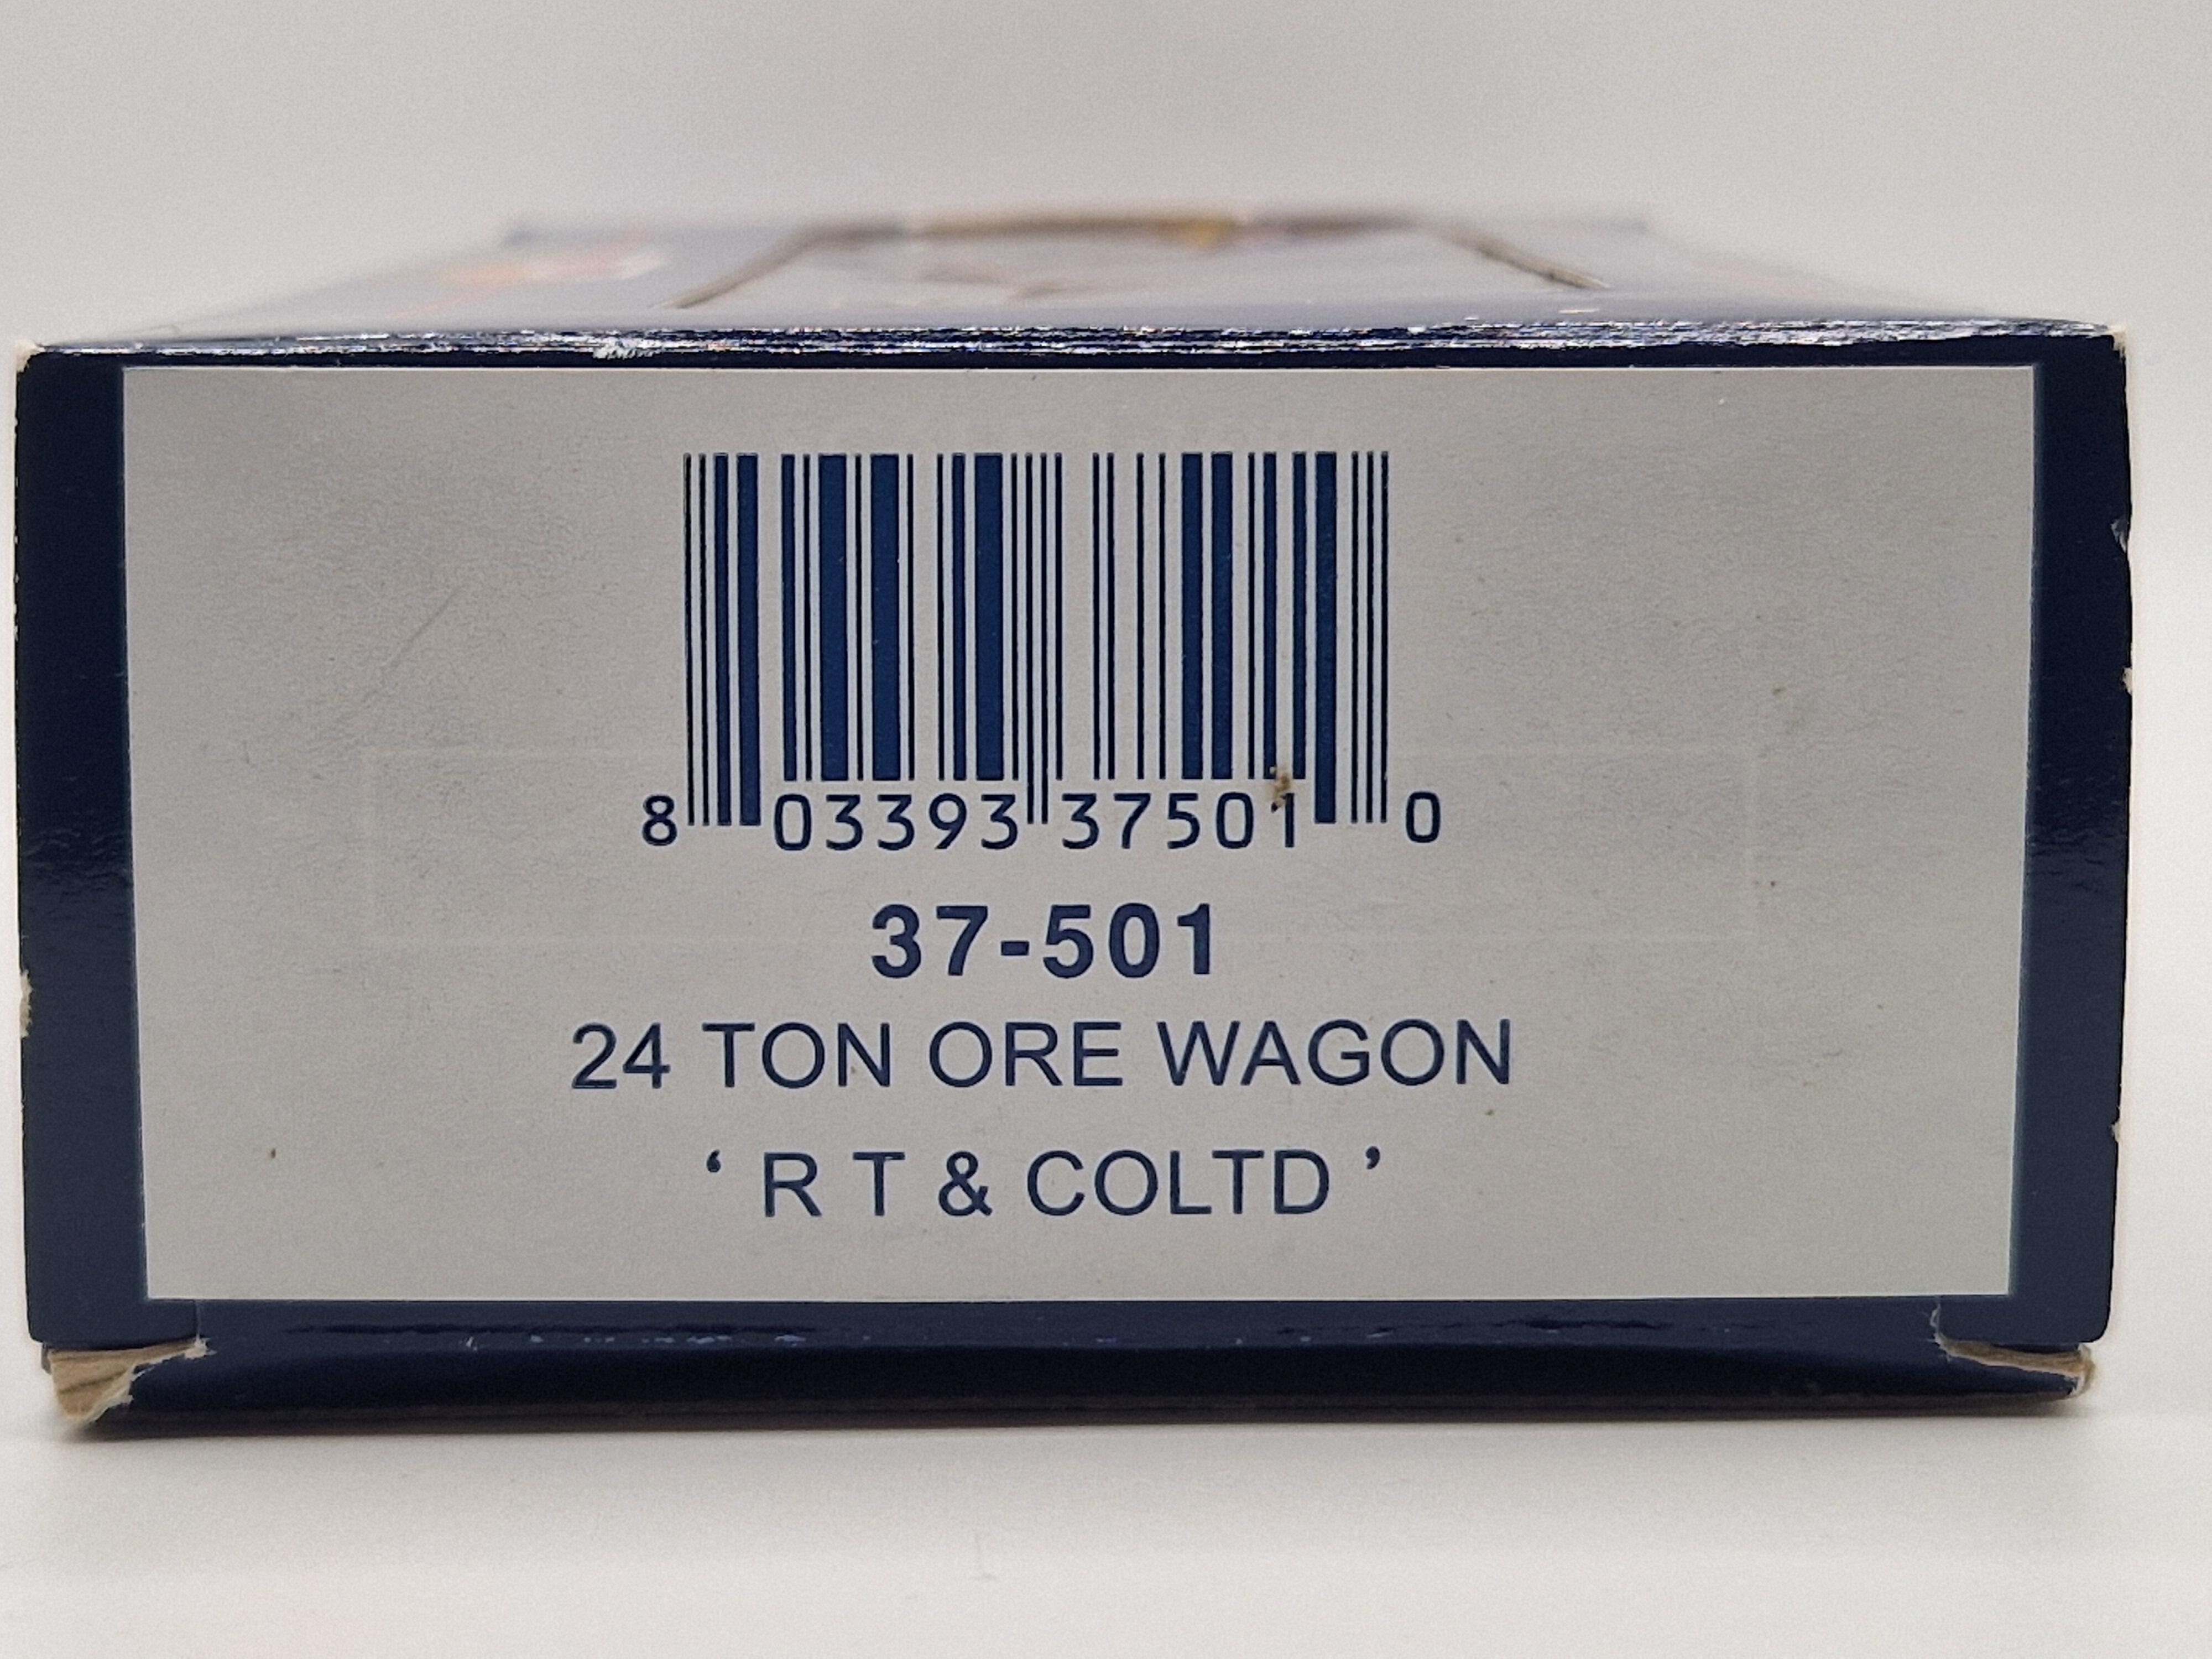 8 03393 37501 0
37-501
24 TON ORE WAGON
‘ R T & COLTD ’